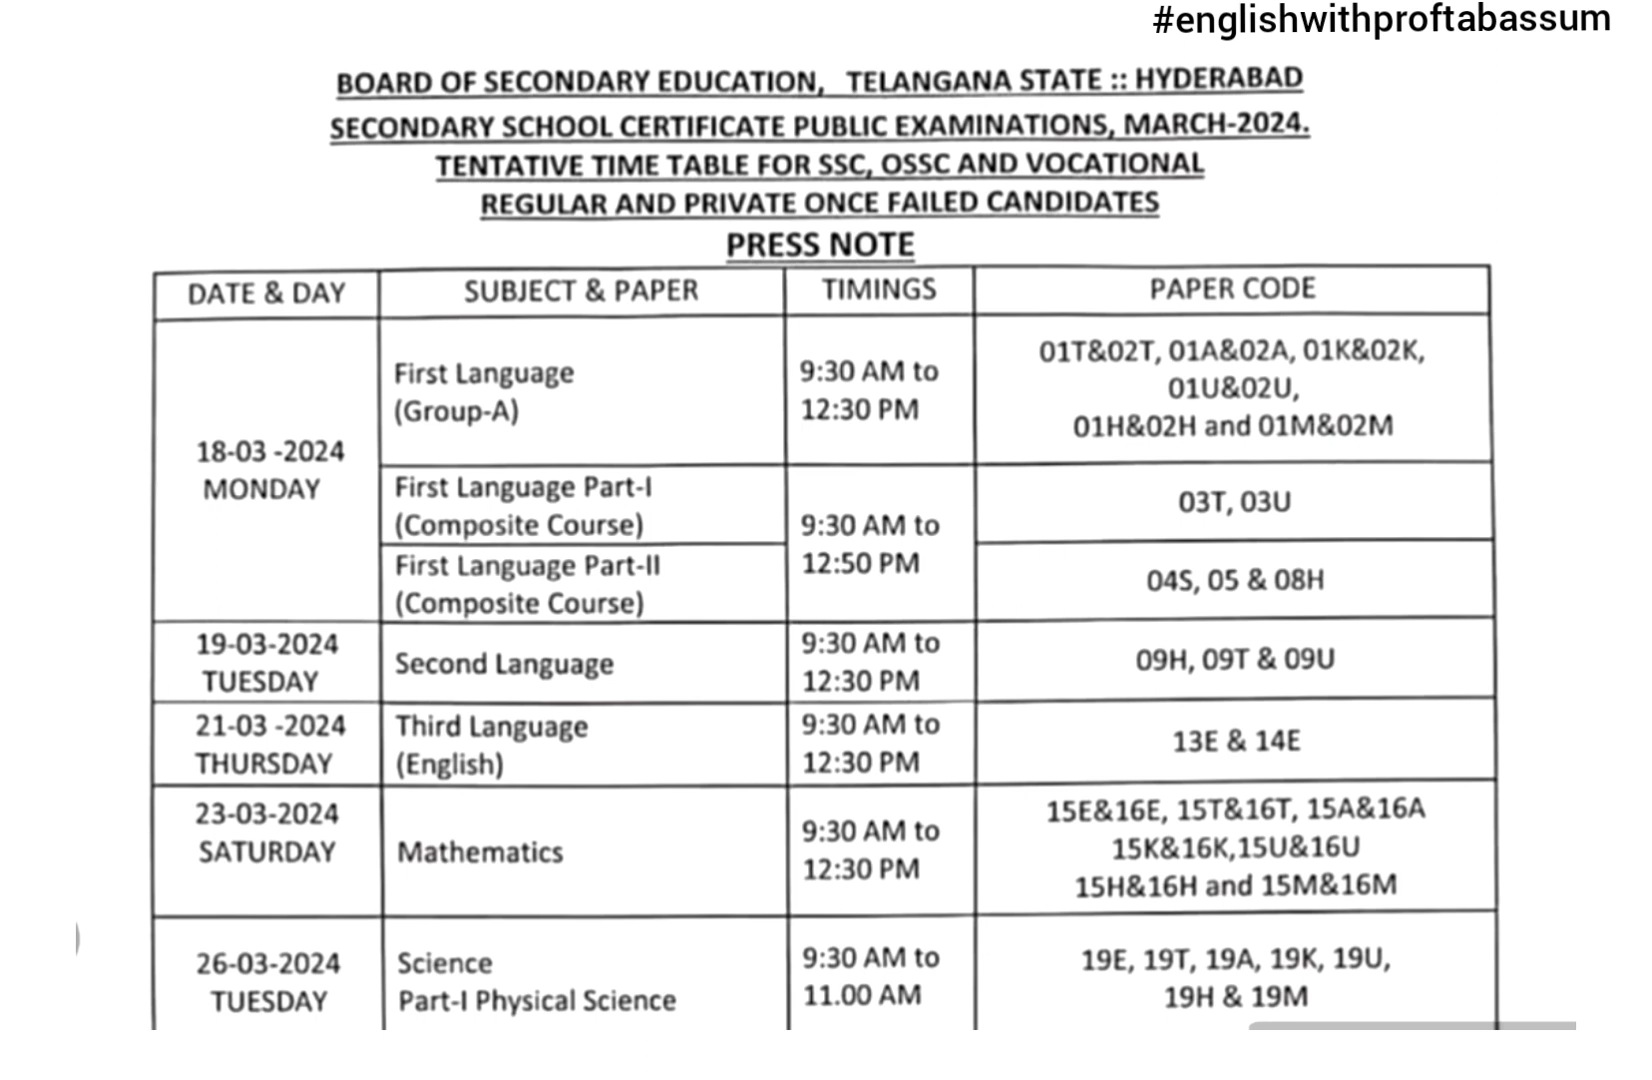 #englishwithproftabassum
BOARD OF SECONDARY EDUCATION, TELANGANA STATE :: HYDERABAD
SECONDARY SCHOOL CERTIFICATE PUBLIC EXAMINATIONS, MARCH-2024.
TENTATIVE TIME TABLE FOR SSC, OSSC AND VOCATIONAL
REGULAR AND PRIVATE ONCE FAILED CANDIDATES
PRESS NOTE
DATE & DAY SUBJECT & PAPER TIMINGS PAPER CODE
18-03 -2024
MONDAY
First Language
(Group-A)
9:30 AM to
12:30 PM
01T&02T, 01A&02A, 01K&02K,
01U&02U,
01H&02H and 01M&02M
First Language Part-I
(Composite Course)
9:30 AM to
12:50 PM
03T, 03U
First Language Part-II
(Composite Course)
04S, 05 & 08H
19-03-2024
TUESDAY
Second Language
9:30 AM to
12:30 PM
09H, 09T & 09U
21-03 -2024
THURSDAY
Third Language
(English)
9:30 AM to
12:30 PM
13E & 14E
23-03-2024
SATURDAY
Mathematics
9:30 AM to
12:30 PM
15E&16E, 15T&16T, 15A&16A
15K&16K,15U&16U
15H&16H and 15M&16M
26-03-2024
TUESDAY
Science
Part-I Physical Science
9:30 AM to
11.00 AM
19E, 19T, 19A, 19K, 19U,
19H & 19M